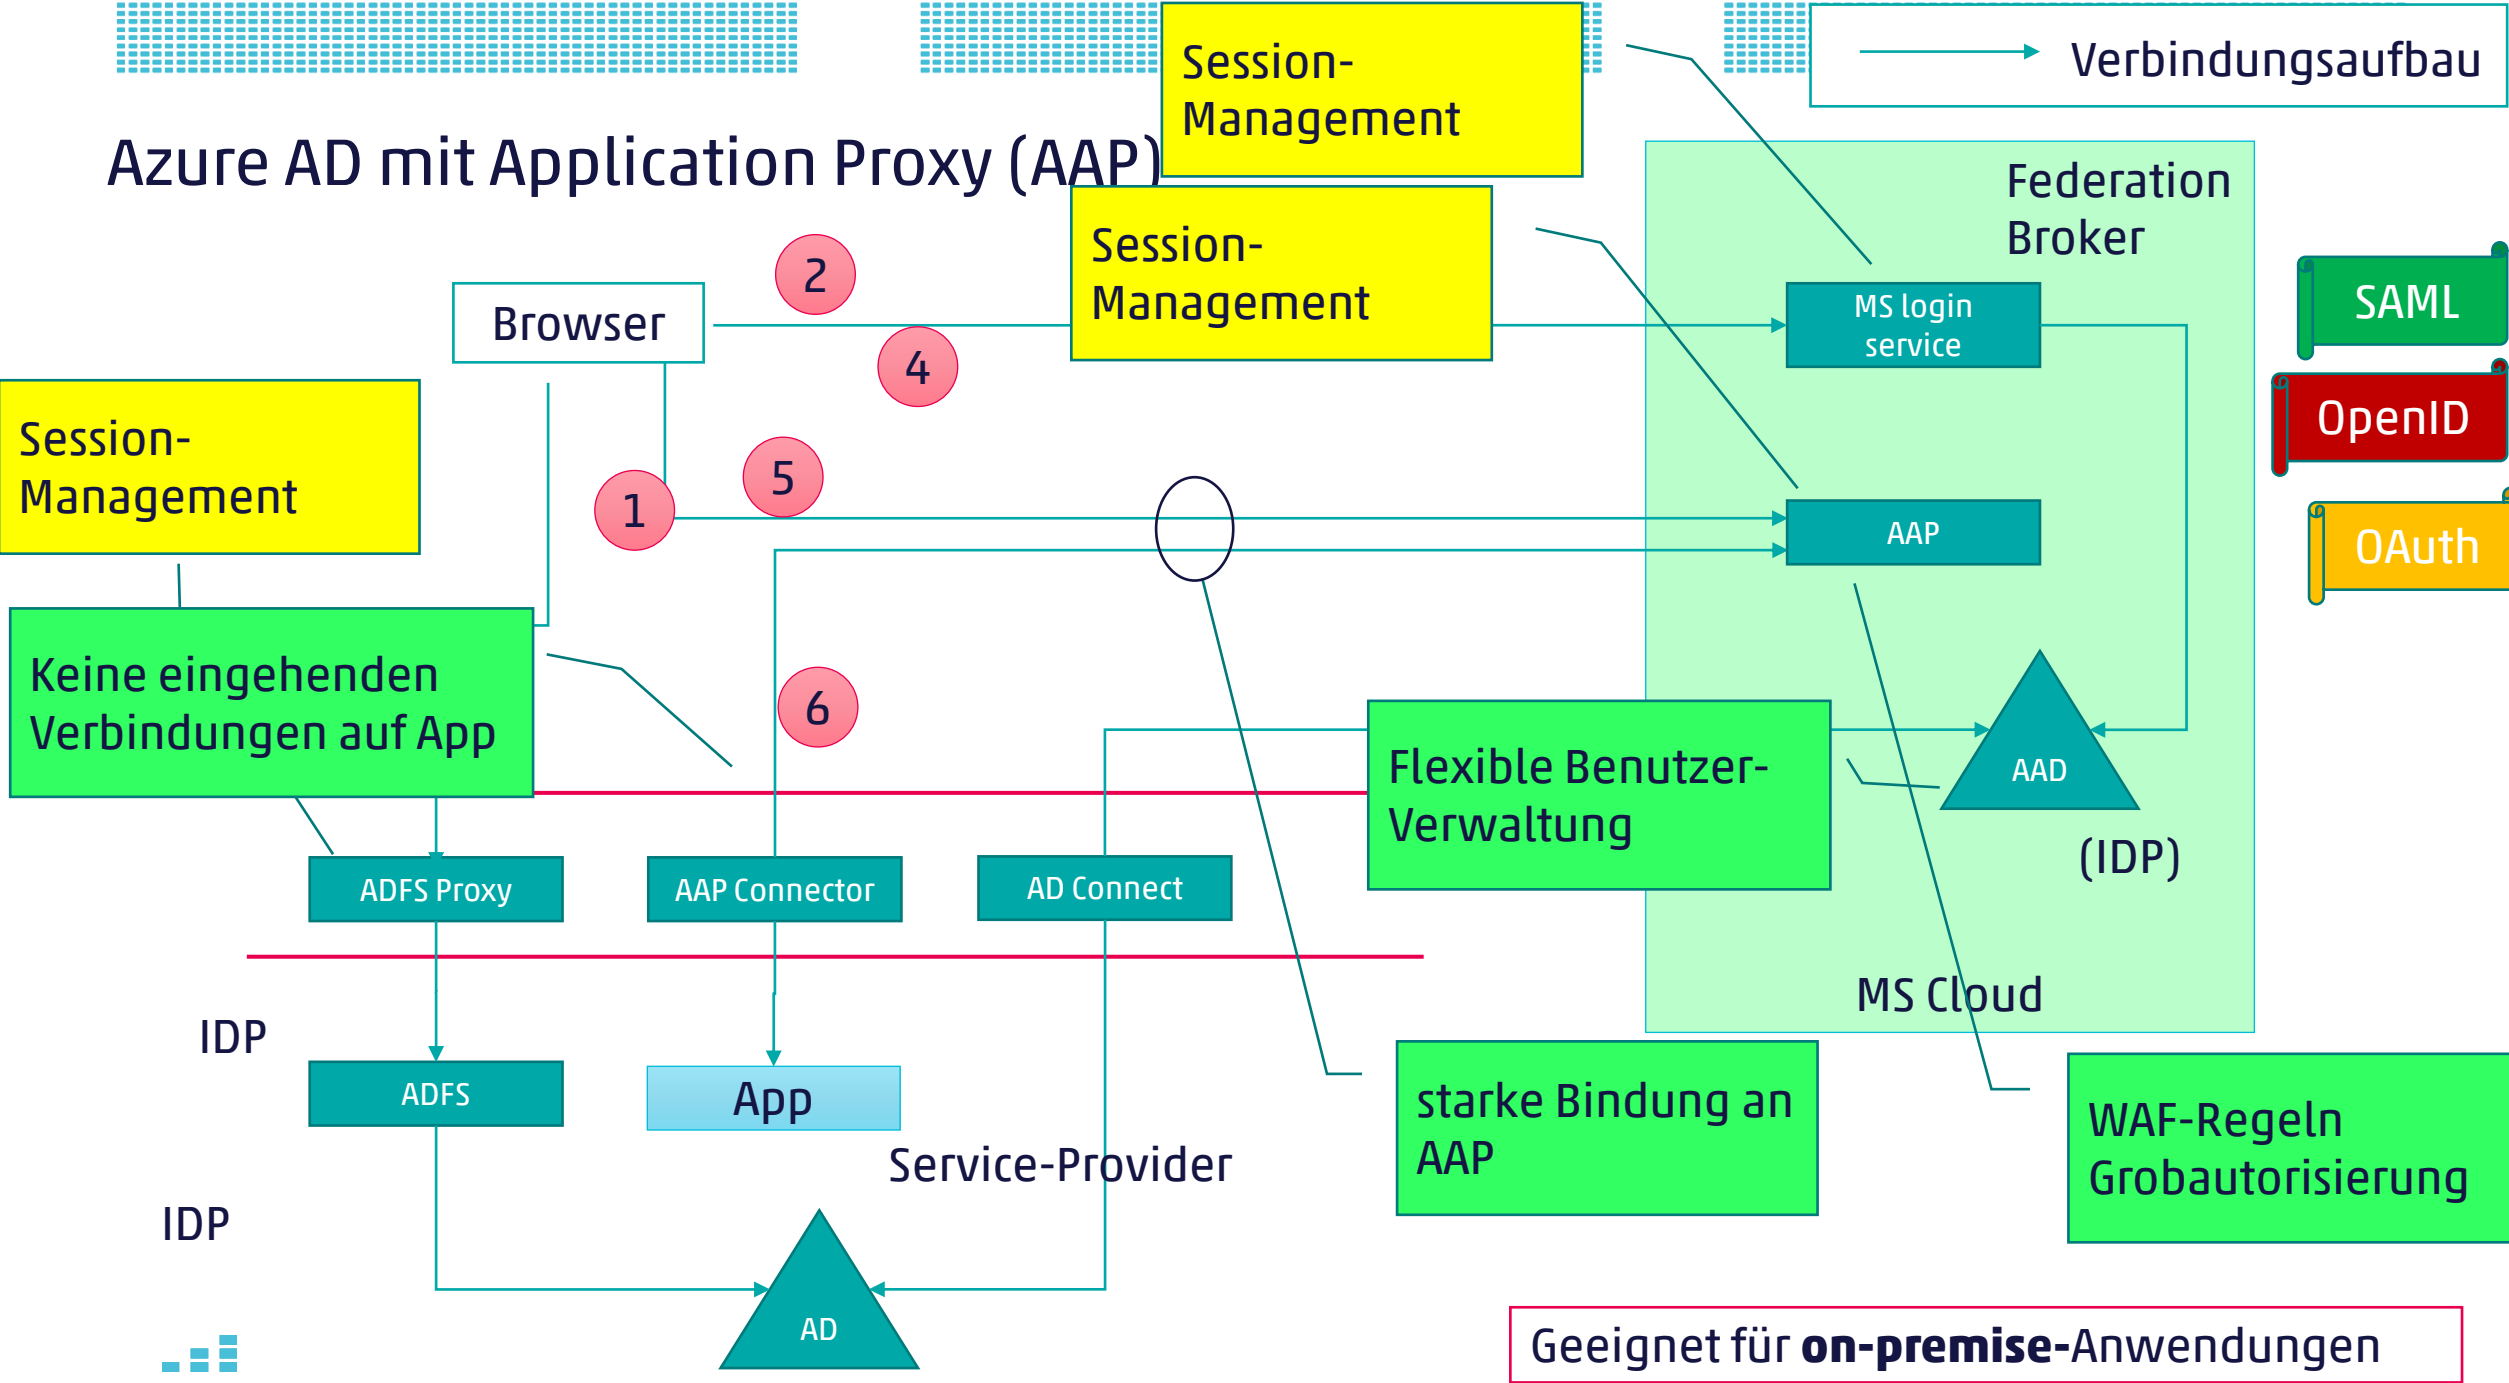 Session-
Management
Verbindungsaufbau
Azure AD mit Application Proxy (AAP)
Federation
Broker
Session-
Management
2
Browser
MS login
service
SAML
4
OpenID
Session-
Management
5
1
AAP
OAuth
Keine eingehenden
Verbindungen auf App
6
Flexible Benutzer-
Verwaltung
AAD
(IDP)
ADFS Proxy
AAP Connector
AD Connect
MS Cloud
IDP
ADFS
App
starke Bindung an
AAP
WAF-Regeln
Grobautorisierung
Service-Provider
IDP
AD
Geeignet für on-premise-Anwendungen